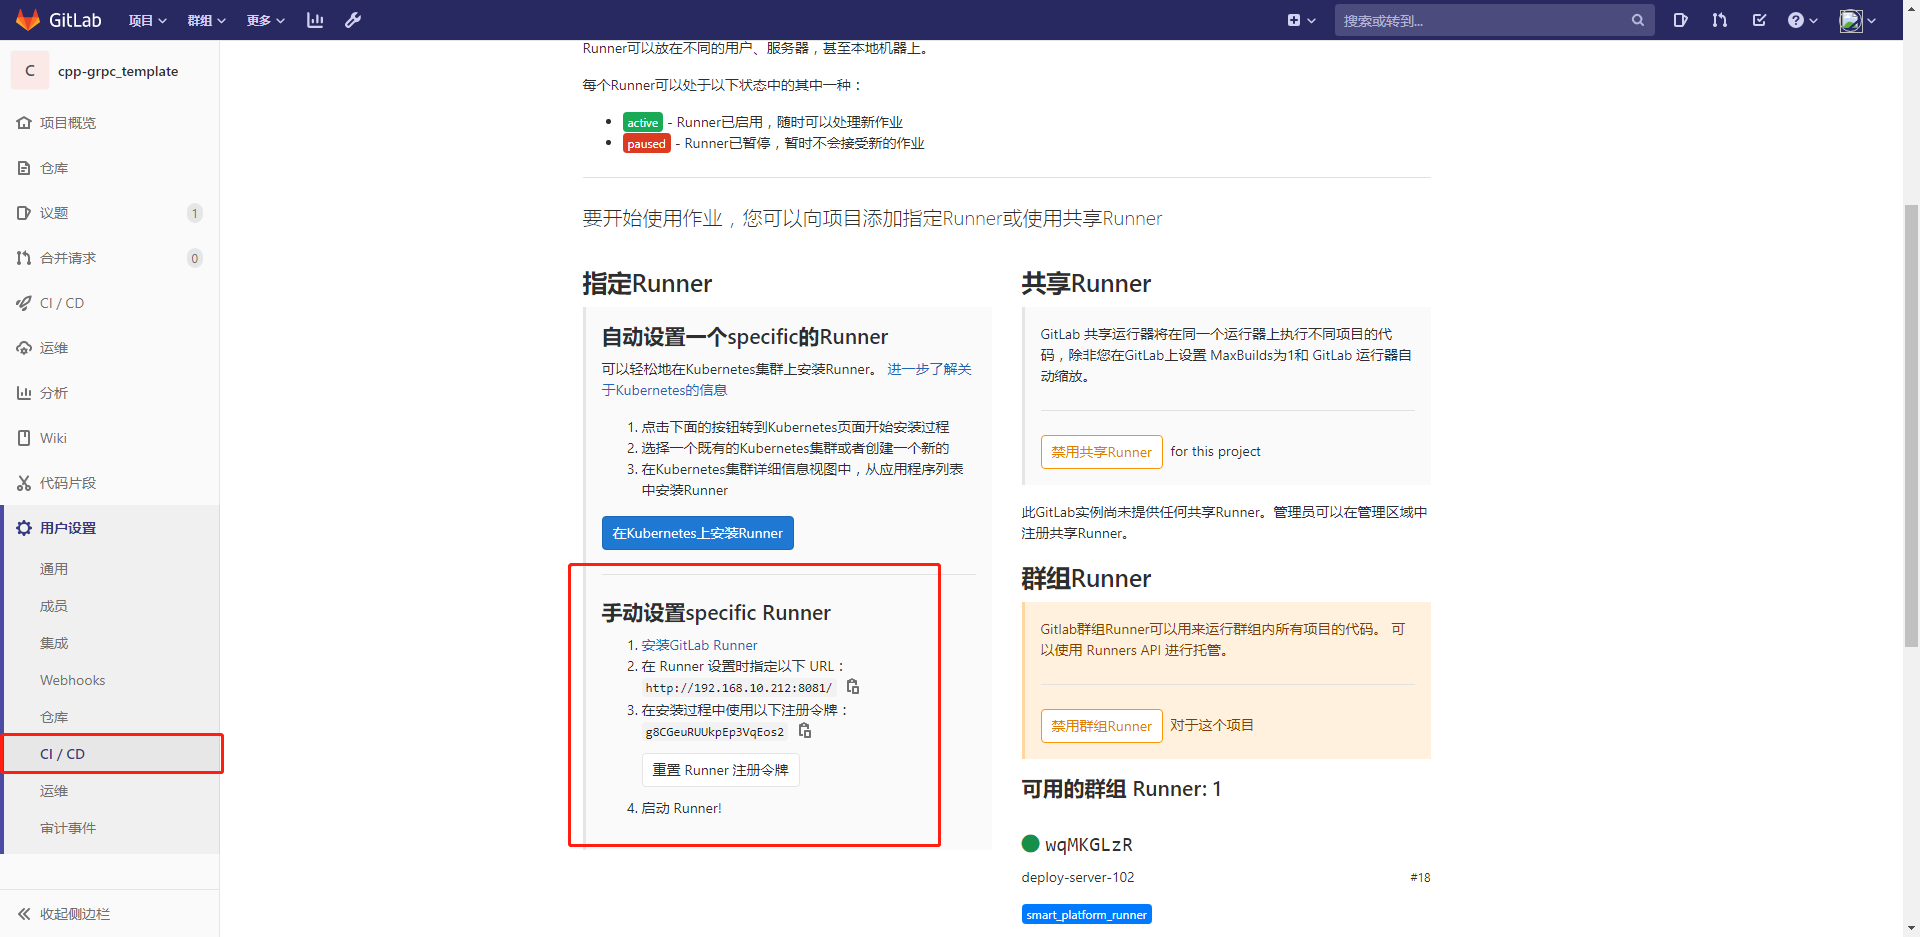 GitLab 项目 群组 更多 搜索或转到...
cpp-grpc_template
C
项目概览
仓库
议题 1
合并请求 0
CI / CD
运维
分析
Wiki
代码片段
用户设置
通用
成员
集成
Webhooks
仓库
CI / CD
运维
审计事件
收起侧边栏
Runner可以放在不同的用户、服务器，甚至本地机器上。
每个Runner可以处于以下状态中的其中一种：
active - Runner已启用，随时可以处理新作业
paused - Runner已暂停，暂时不会接受新的作业
要开始使用作业，您可以向项目添加指定Runner或使用共享Runner
指定Runner
自动设置一个specific的Runner
可以轻松地在Kubernetes集群上安装Runner。 进一步了解关
于Kubernetes的信息
1. 点击下面的按钮转到Kubernetes页面开始安装过程
2. 选择一个既有的Kubernetes集群或者创建一个新的
3. 在Kubernetes集群详细信息视图中，从应用程序列表
中安装Runner
在Kubernetes上安装Runner
手动设置specific Runner
1. 安装GitLab Runner
2. 在 Runner 设置时指定以下 URL：
http://192.168.10.212:8081/
3. 在安装过程中使用以下注册令牌：
g8CGeuRUUkpEp3VqEos2
重置 Runner 注册令牌
4. 启动 Runner!
共享Runner
GitLab 共享运行器将在同一个运行器上执行不同项目的代
码，除非您在GitLab上设置 MaxBuilds为1和 GitLab 运行器自
动缩放。
禁用共享Runner for this project
此GitLab实例尚未提供任何共享Runner。管理员可以在管理区域中
注册共享Runner。
群组Runner
Gitlab群组Runner可以用来运行群组内所有项目的代码。 可
以使用 Runners API 进行托管。
禁用群组Runner 对于这个项目
可用的群组 Runner: 1
wqMKGLzR
deploy-server-102 #18
smart_platform_runner